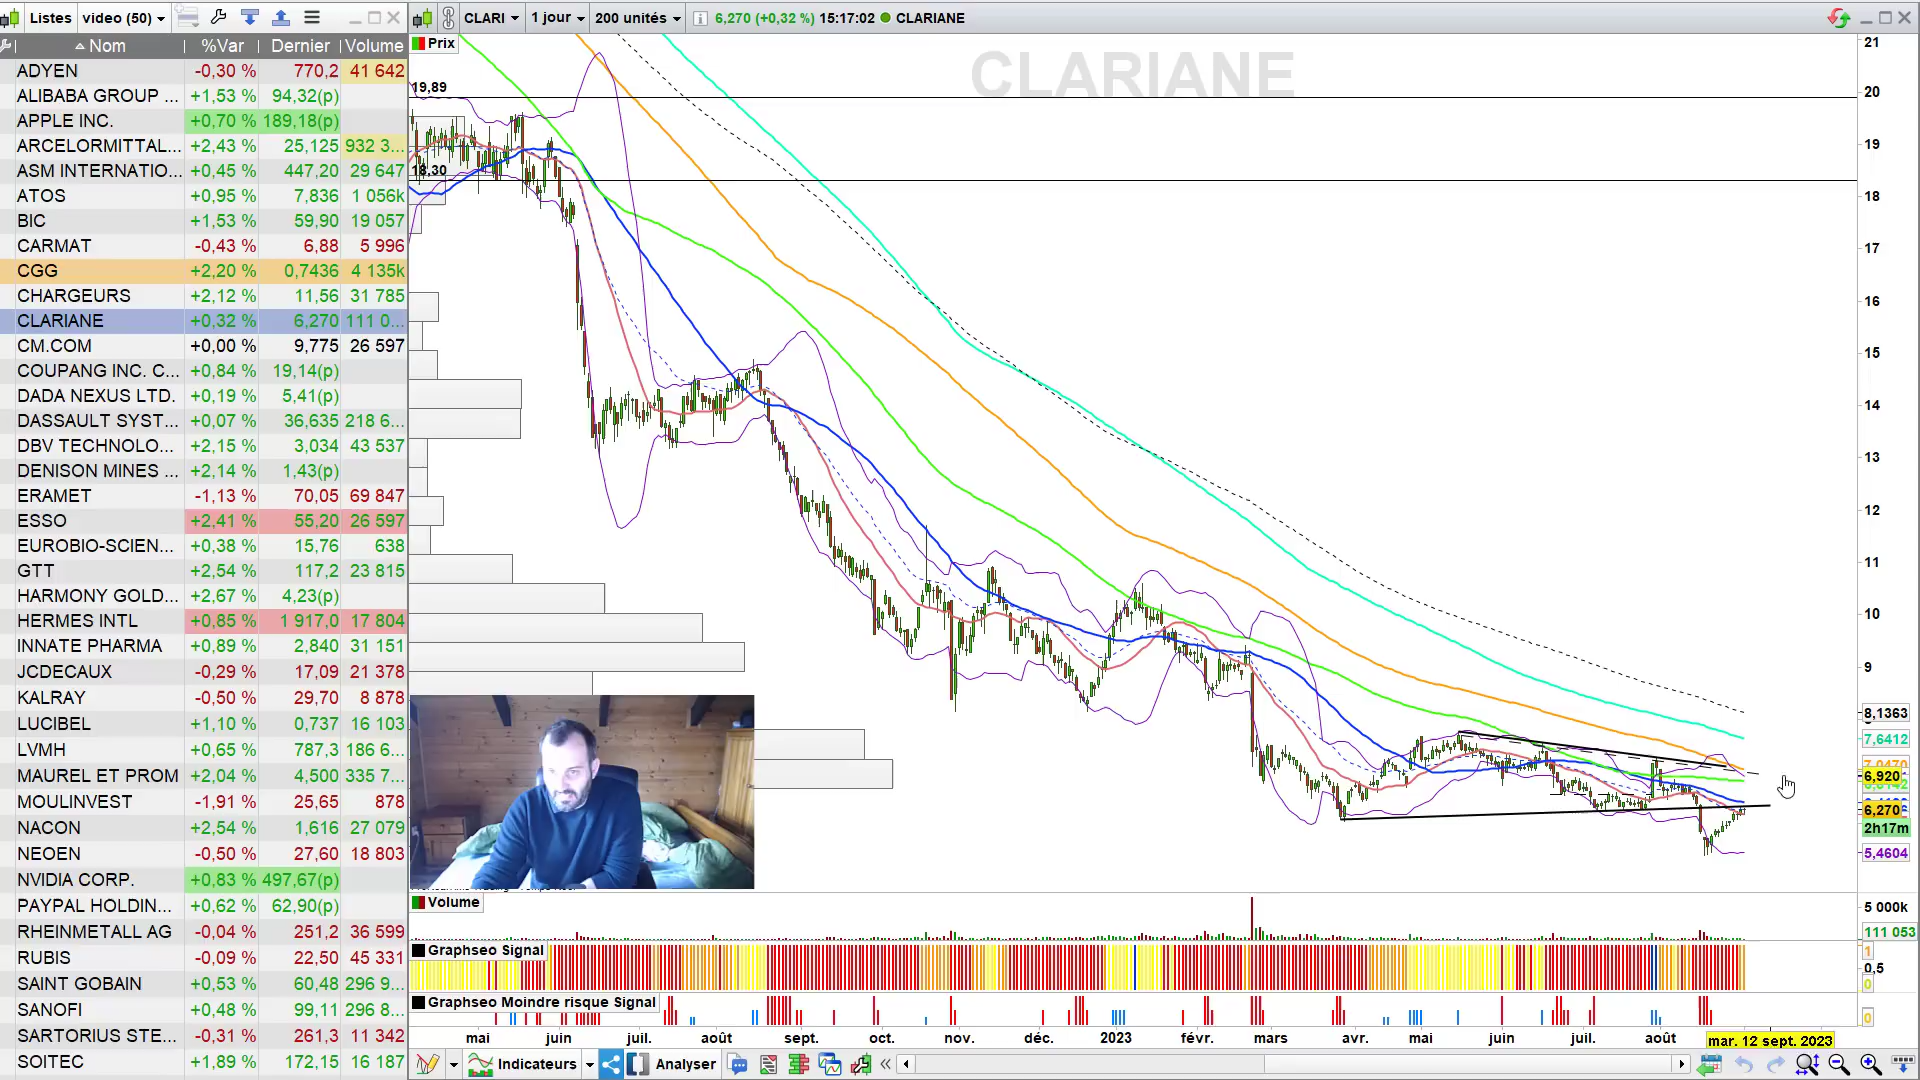 Listes video (50)
CLARI 1 jour 200 unités 6,270 (+0,32 %) 15:17:02 CLARIANE
Nom %Var Dernier Volume
ADYEN -0,30 % 770,2 41 642
ALIBABA GROUP ... +1,53 % 94,32(p)
APPLE INC. +0,70 % 189,18(p)
ARCELORMITTAL... +2,43 % 25,125 932 3...
ASM INTERNATIO... +0,45 % 447,20 29 647
ATOS +0,95 % 7,836 1 056k
BIC +1,53 % 59,90 19 057
CARMAT -0,43 % 6,88 5 996
CGG +2,20 % 0,7436 4 135k
CHARGEURS +2,12 % 11,56 31 785
CLARIANE +0,32 % 6,270 111 0...
CM.COM +0,00 % 9,775 26 597
COUPANG INC. C... +0,84 % 19,14(p)
DADA NEXUS LTD. +0,19 % 5,41(p)
DASSAULT SYST... +0,07 % 36,635 218 6...
DBV TECHNOLO... +2,15 % 3,034 43 537
DENISON MINES ... +2,14 % 1,43(p)
ERAMET -1,13 % 70,05 69 847
ESSO +2,41 % 55,20 26 597
EUROBIO-SCIEN... +0,38 % 15,76 638
GTT +2,54 % 117,2 23 815
HARMONY GOLD... +2,67 % 4,23(p)
HERMES INTL +0,85 % 1 917,0 17 804
INNATE PHARMA +0,89 % 2,840 31 151
JCDECAUX -0,29 % 17,09 21 378
KALRAY -0,50 % 29,70 8 878
LUCIBEL +1,10 % 0,737 16 103
LVMH +0,65 % 787,3 186 6...
MAUREL ET PROM +2,04 % 4,500 335 7...
MOULINVEST -1,91 % 25,65 878
NACON +2,54 % 1,616 27 079
NEOEN -0,50 % 27,60 18 803
NVIDIA CORP. +0,83 % 497,67(p)
PAYPAL HOLDIN... +0,62 % 62,90(p)
RHEINMETALL AG -0,04 % 251,2 36 599
RUBIS -0,09 % 22,50 45 331
SAINT GOBAIN +0,53 % 60,48 296 9...
SANOFI +0,48 % 99,11 296 8...
SARTORIUS STE... -0,31 % 261,3 11 342
SOITEC +1,89 % 172,15 16 187
Prix
CLARIANE
19,89
18,30
21
20
19
18
17
16
15
14
13
12
11
10
9
8,1363
7,6412
6,920
6,270
2h17m
5,4604
Volume
5 000k
111 053
Graphseo Signal
1
0,5
0
Graphseo Moindre risque Signal
0
mai juin juil. août sept. oct. nov. déc. 2023 févr. mars avr. mai juin juil. août mar. 12 sept. 2023
Indicateurs Analyser